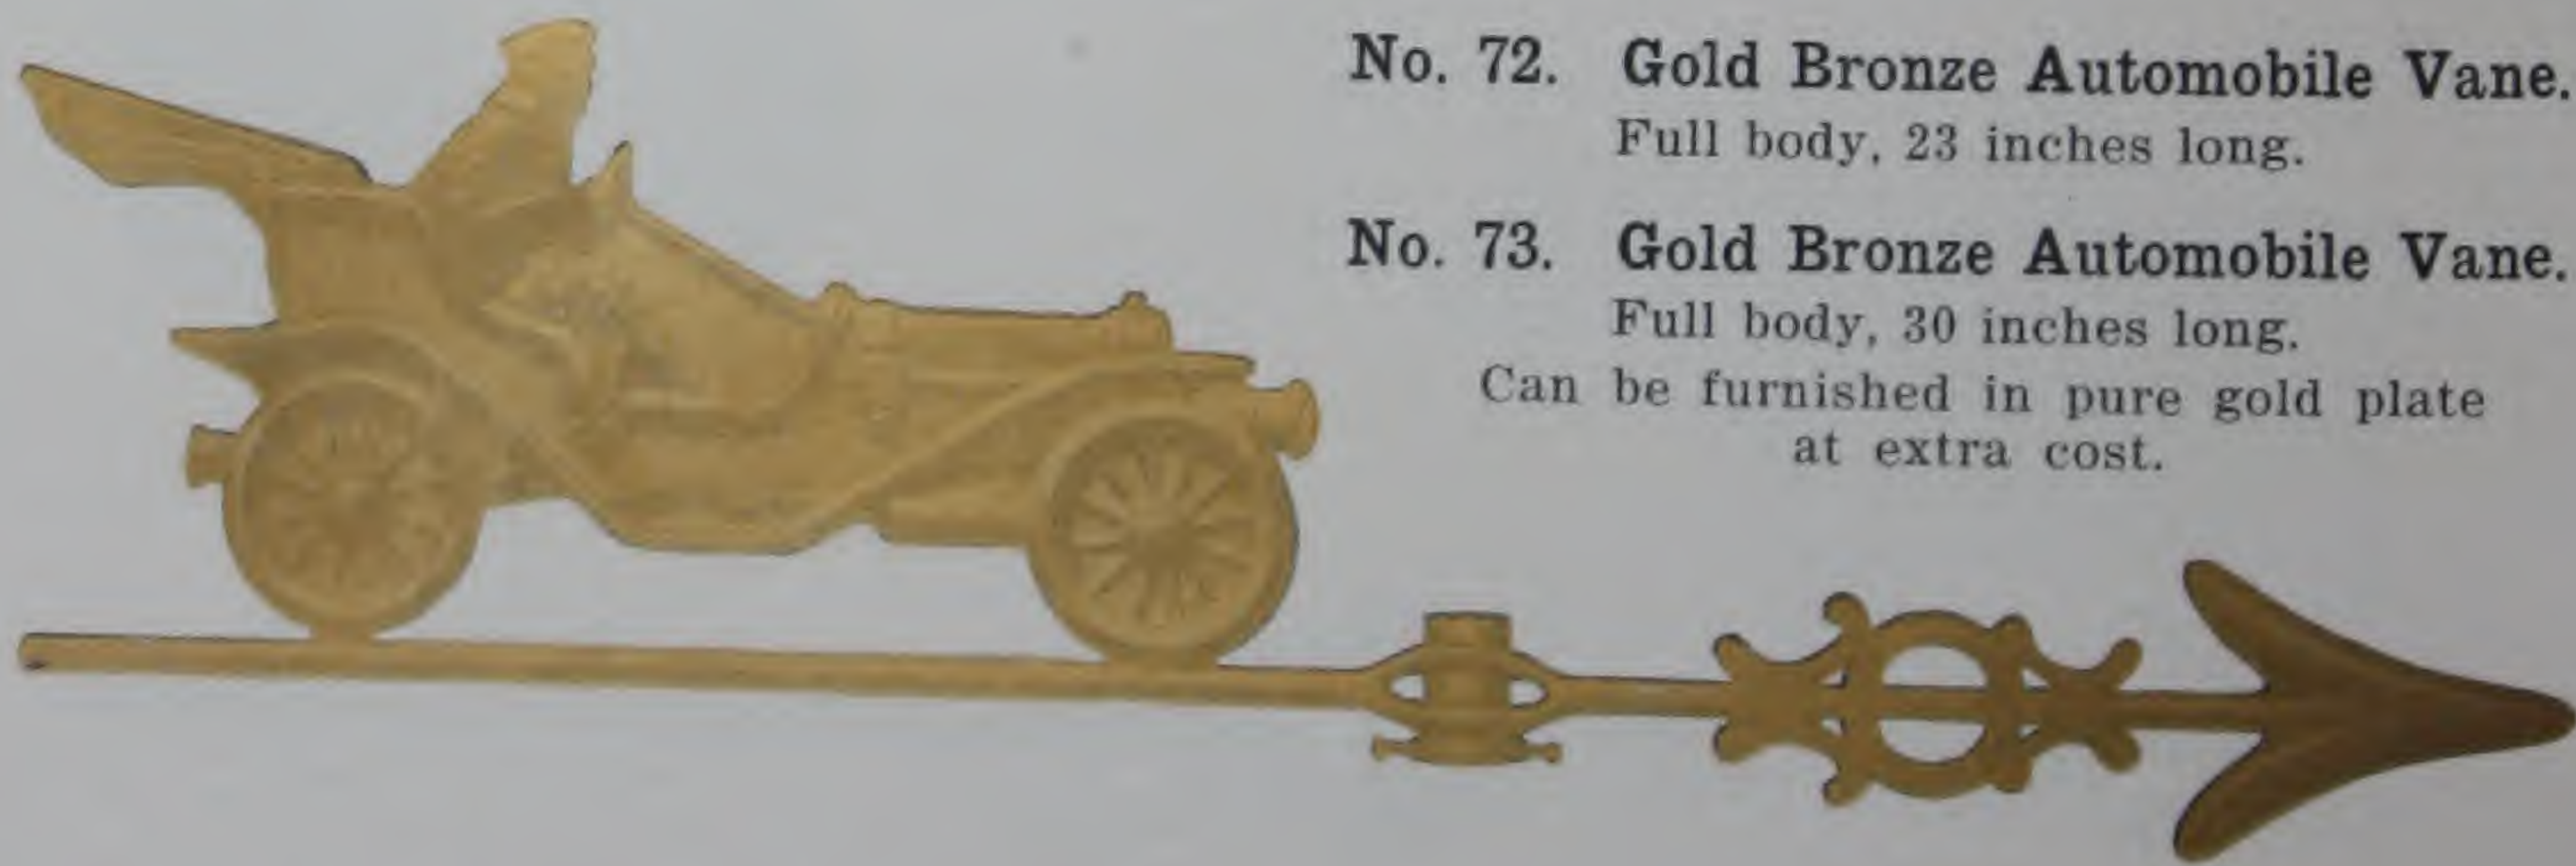 No. 72. Gold Bronze Automobile Vane.
Full body, 23 inches long.
No. 73. Gold Bronze Automobile Vane.
Full body, 30 inches long.
Can be furnished in pure gold plate
at extra cost.